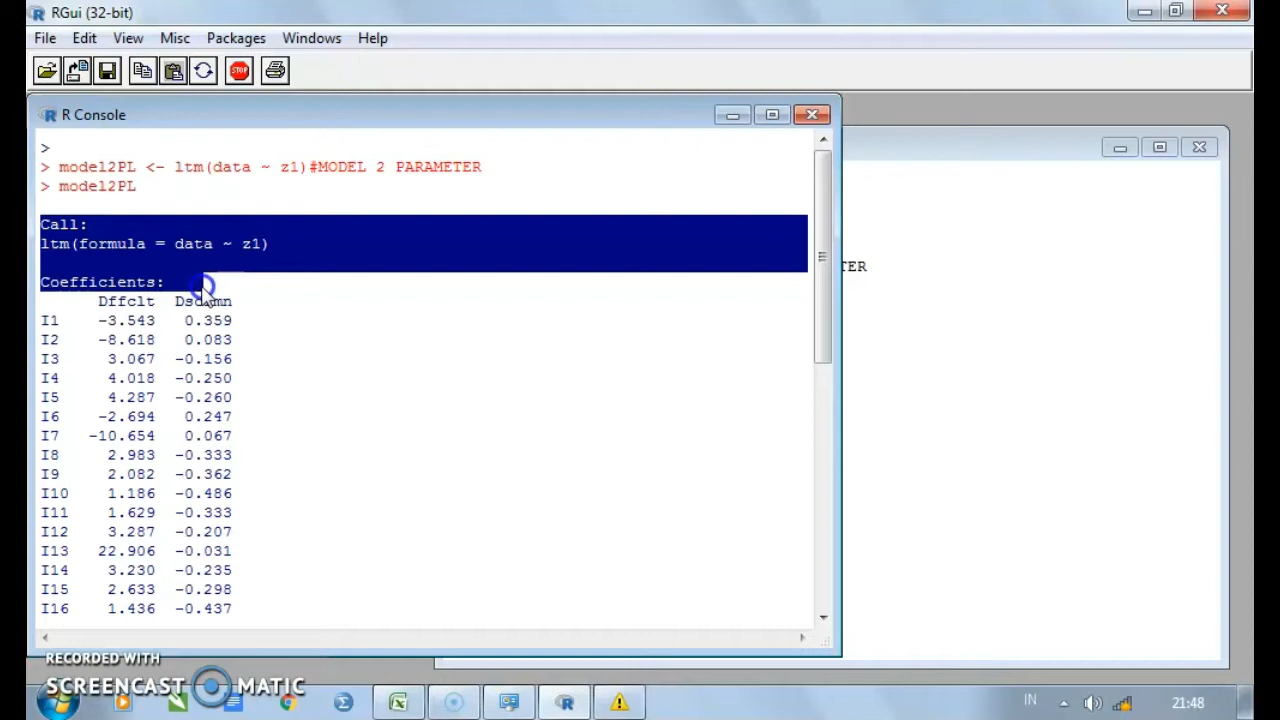 RGui (32-bit)
File Edit View Misc Packages Windows Help
STOP
R Console
>
> model2PL <- ltm(data ~ z1)#MODEL 2 PARAMETER
> model2PL
Call:
ltm(formula = data ~ z1)
TER
Coefficients:
Dffclt Dscrmn
I1 -3.543 0.359
I2 -8.618 0.083
I3 3.067 -0.156
I4 4.018 -0.250
I5 4.287 -0.260
I6 -2.694 0.247
I7 -10.654 0.067
I8 2.983 -0.333
I9 2.082 -0.362
I10 1.186 -0.486
I11 1.629 -0.333
I12 3.287 -0.207
I13 22.906 -0.031
I14 3.230 -0.235
I15 2.633 -0.298
I16 1.436 -0.437
RECORDED WITH
SCREENCAST MATIC
IN 21:48